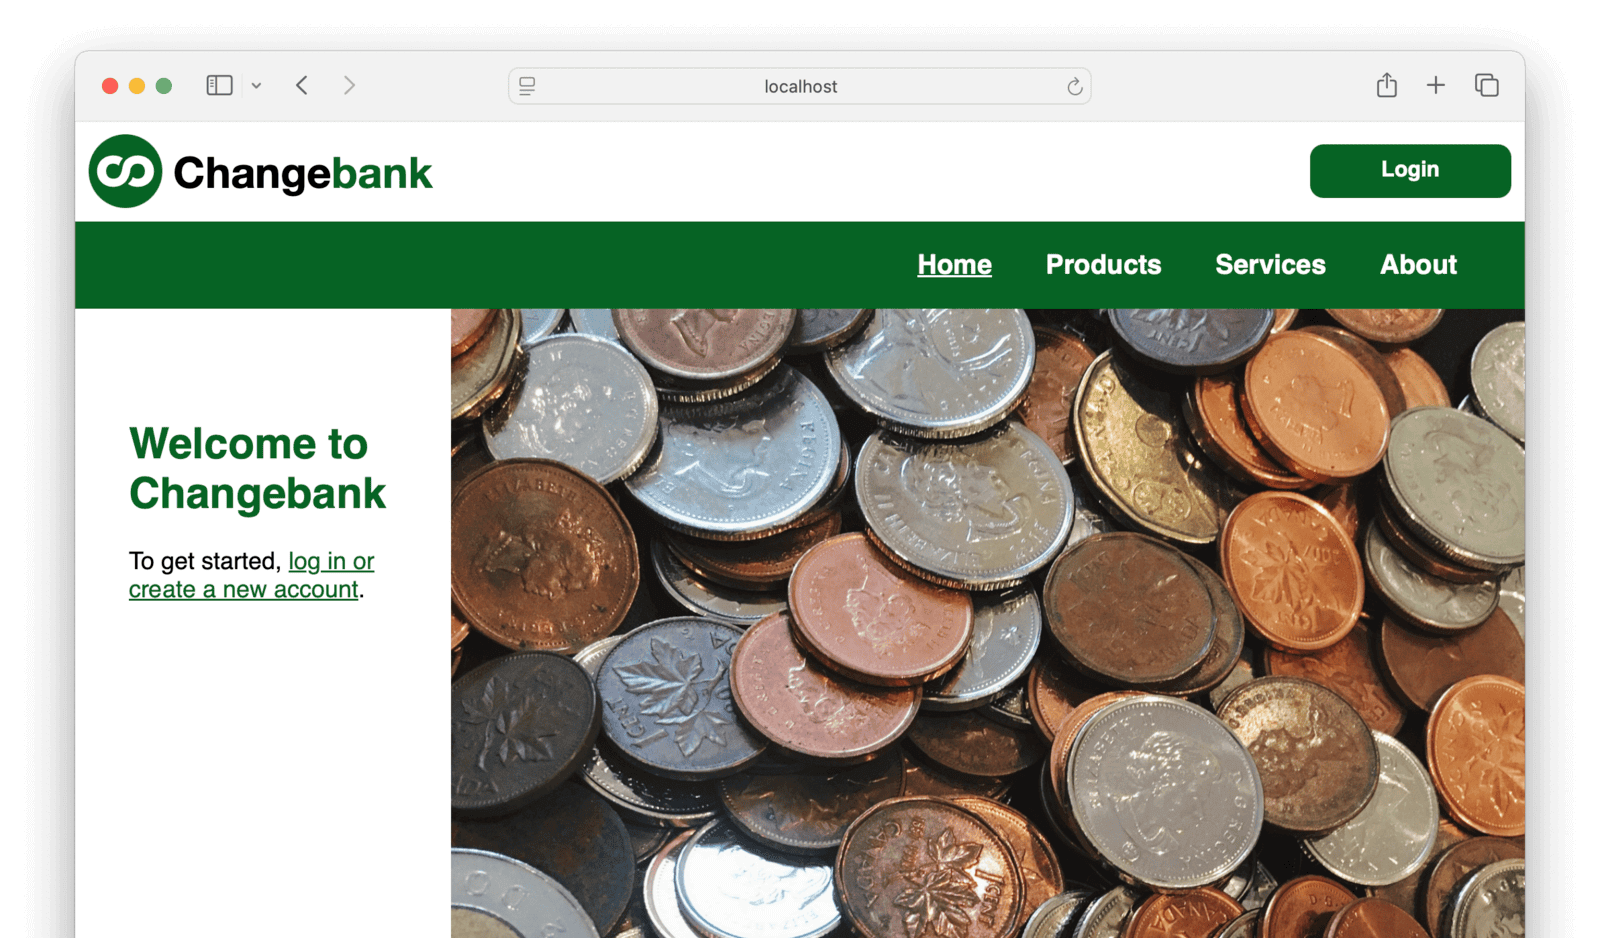 localhost
Changebank
Login
Home Products Services About
Welcome to
Changebank
To get started, log in or
create a new account.